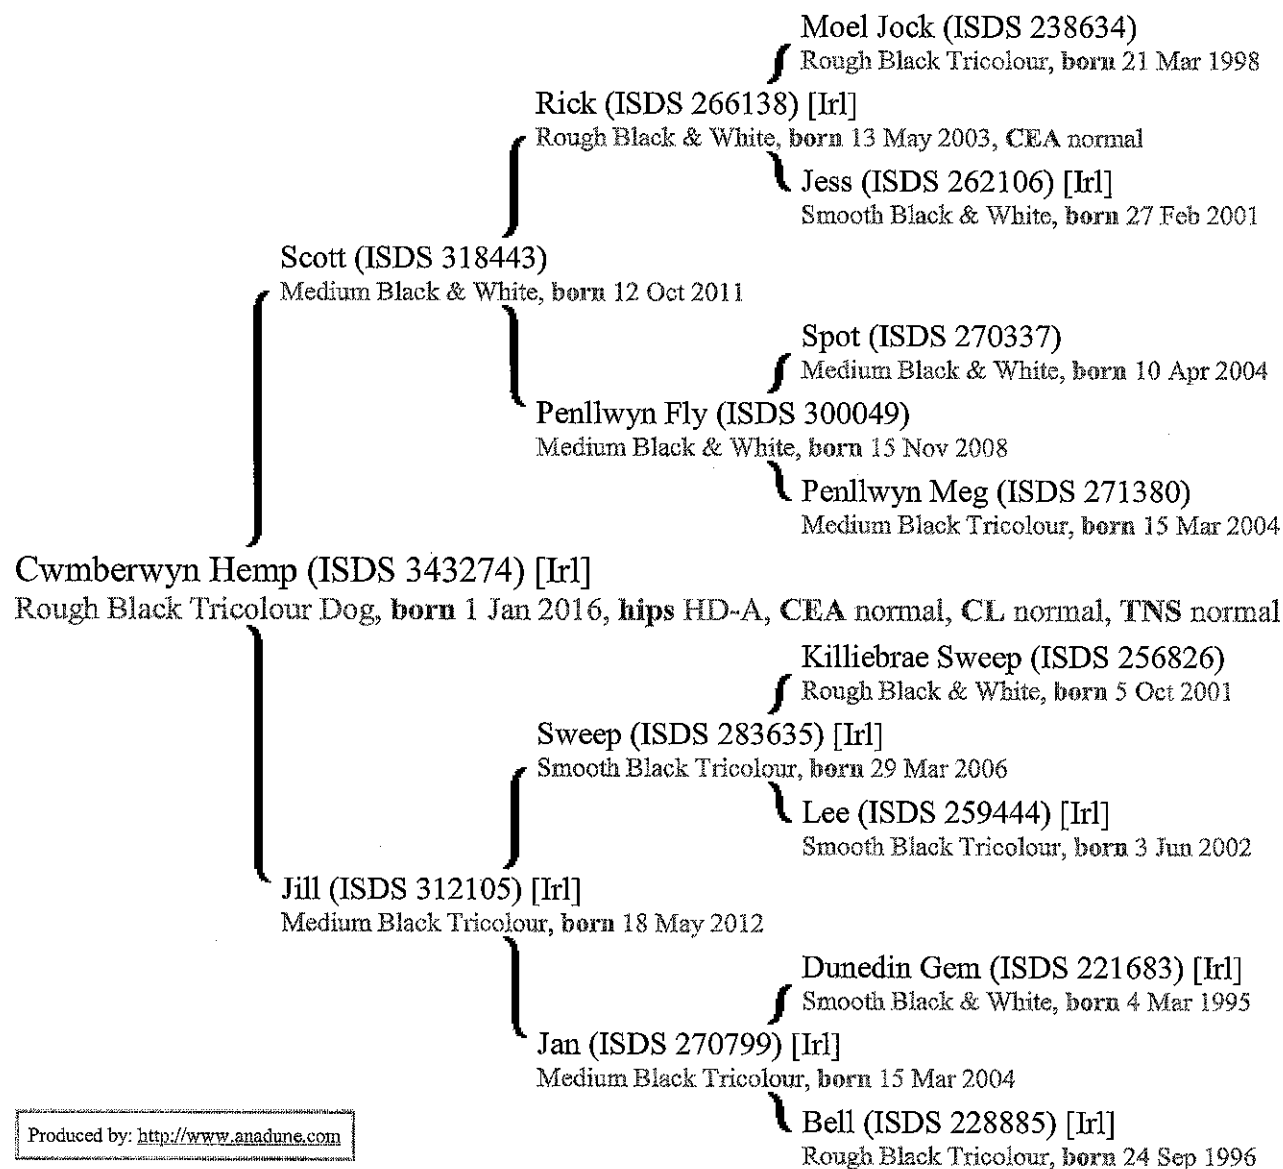 Moel Jock (ISDS 238634)
Rough Black Tricolour, born 21 Mar 1998
Rick (ISDS 266138) [Irl]
Rough Black & White, born 13 May 2003, CEA normal
Jess (ISDS 262106) [Irl]
Smooth Black & White, born 27 Feb 2001
Scott (ISDS 318443)
Medium Black & White, born 12 Oct 2011
Spot (ISDS 270337)
Medium Black & White, born 10 Apr 2004
Penllwyn Fly (ISDS 300049)
Medium Black & White, born 15 Nov 2008
Penllwyn Meg (ISDS 271380)
Medium Black Tricolour, born 15 Mar 2004
Cwmberwyn Hemp (ISDS 343274) [Irl]
Rough Black Tricolour Dog, born 1 Jan 2016, hips HD-A, CEA normal, CL normal, TNS normal
Killiebrae Sweep (ISDS 256826)
Rough Black & White, born 5 Oct 2001
Sweep (ISDS 283635) [Irl]
Smooth Black Tricolour, born 29 Mar 2006
Lee (ISDS 259444) [Irl]
Smooth Black Tricolour, born 3 Jun 2002
Jill (ISDS 312105) [Irl]
Medium Black Tricolour, born 18 May 2012
Dunedin Gem (ISDS 221683) [Irl]
Smooth Black & White, born 4 Mar 1995
Jan (ISDS 270799) [Irl]
Medium Black Tricolour, born 15 Mar 2004
Bell (ISDS 228885) [Irl]
Rough Black Tricolour, born 24 Sep 1996
Produced by: http://www.anadune.com